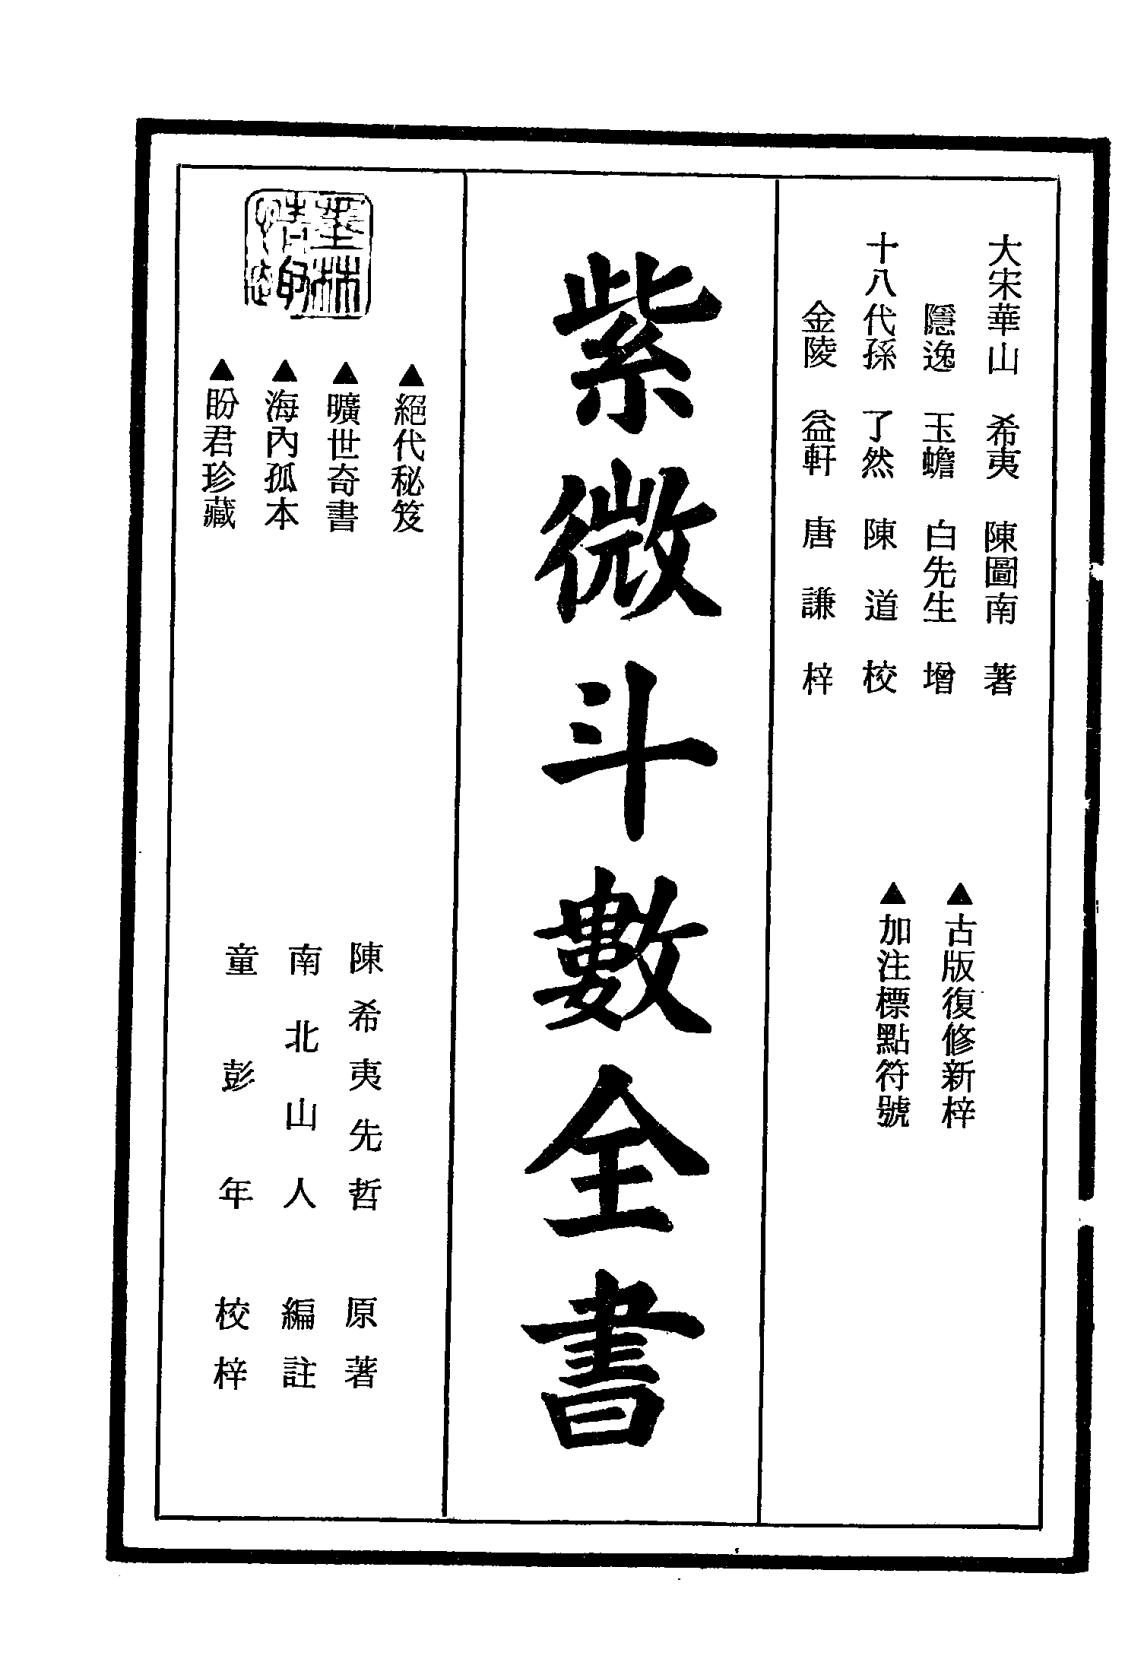 大宋華山 希夷 陳圖南 著
隱逸 玉蟾 白先生 增
十八代孫 了然 陳道 校
金陵 益軒 唐謙 梓
▲古版復修新梓
▲加注標點符號
紫微斗數全書
▲絕代秘笈
▲曠世奇書
▲海內孤本
▲盼君珍藏
陳希夷先哲 原著
南北山人 編註
童彭年 校梓